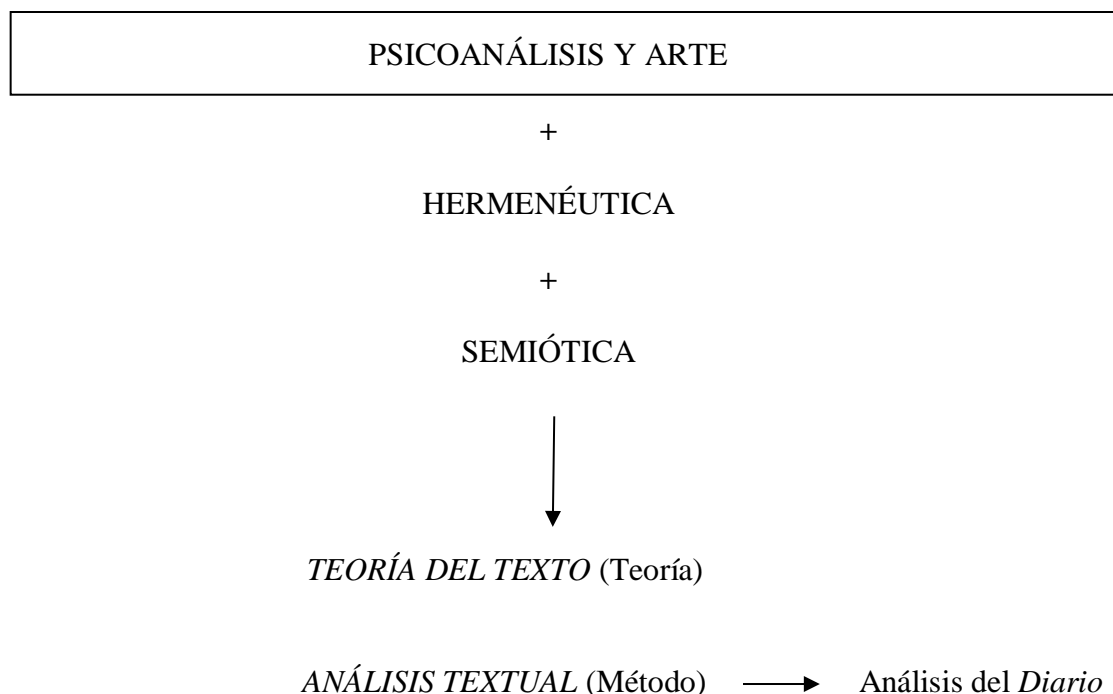 PSICOANÁLISIS Y ARTE
+
HERMENÉUTICA
+
SEMIÓTICA
TEORÍA DEL TEXTO (Teoría)
ANÁLISIS TEXTUAL (Método) Análisis del Diario